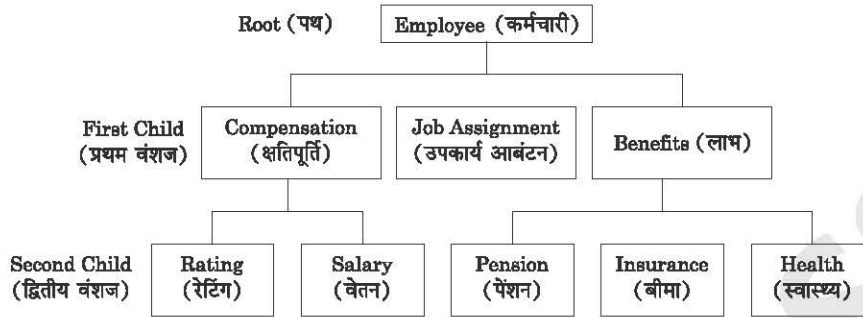 Root (पथ)
Employee (कर्मचारी)
First Child
(प्रथम वंशज)
Compensation
(क्षतिपूर्ति)
Job Assignment
(उपकार्य आबंटन)
Benefits (लाभ)
Second Child
(द्वितीय वंशज)
Rating
(रेटिंग)
Salary
(वेतन)
Pension
(पेंशन)
Insurance
(बीमा)
Health
(स्वास्थ्य)